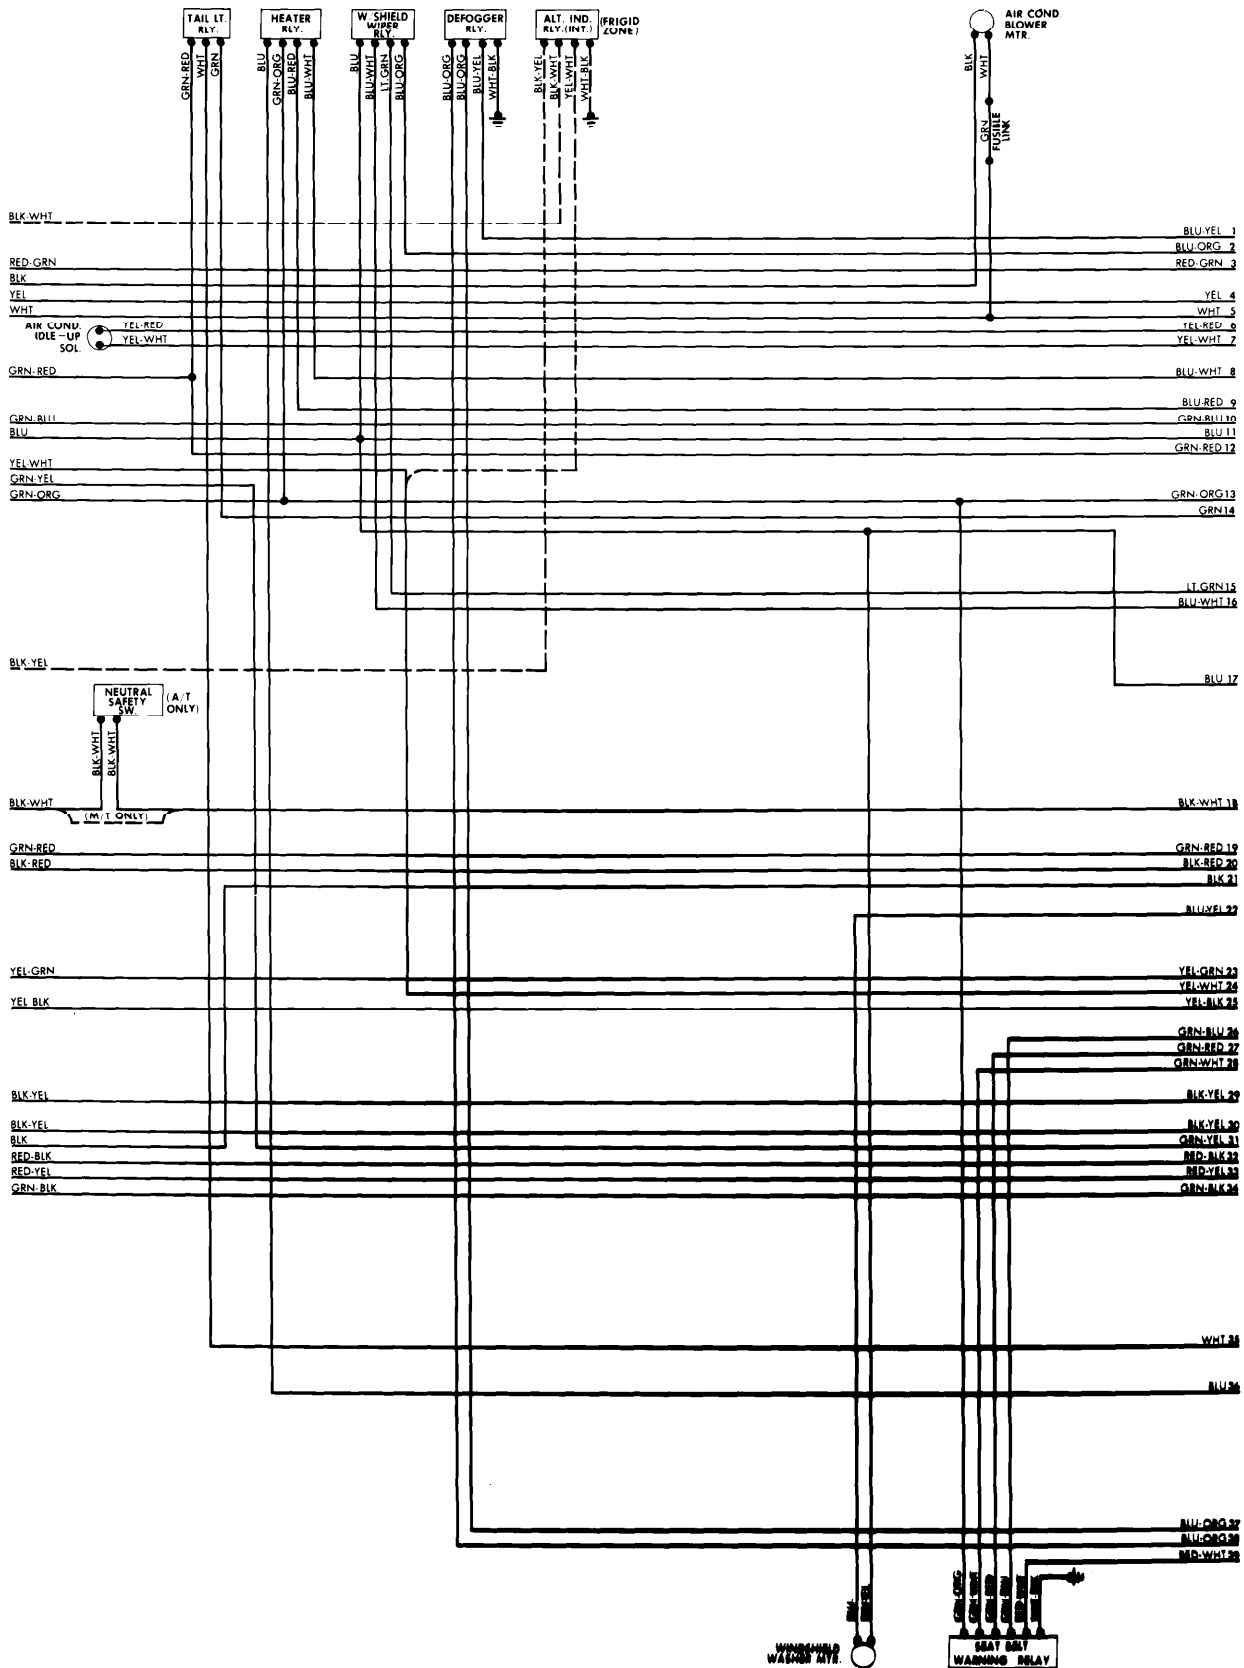 TAIL LT.
RLY.
HEATER
RLY.
W SHIELD
WIPER
RLY.
DEFOGGER
RLY.
ALT. IND.
RLY.(INT.)
(FRIGID
ZONE)
AIR COND.
BLOWER
MTR.
GRN-RED
WHT
GRN
BLU
GRN-ORG
BLU-RED
BLU-WHT
BLU
BLU-WHT
LT.GRN
BLU-ORG
BLU-ORG
BLU-ORG
BLU-YEL
WHT-BLK
BLK-YEL
BLK-WHT
YEL-WHT
WHT-BLK
BLK
WHT
GRN
FUSIBLE
LINK
BLK-WHT
BLU-YEL 1
BLU-ORG 2
RED-GRN
RED-GRN 3
BLK
YEL
YEL 4
WHT
WHT 5
AIR COND.
IDLE-UP
SOL.
YEL-RED
YEL-RED 6
YEL-WHT
YEL-WHT 7
GRN-RED
BLU-WHT 8
BLU-RED 9
GRN-BLU
GRN-BLU 10
BLU
BLU 11
GRN-RED 12
YEL-WHT
GRN-YEL
GRN-ORG
GRN-ORG 13
GRN 14
LT.GRN 15
BLU-WHT 16
BLK-YEL
BLU 17
NEUTRAL
SAFETY
SW.
(A/T
ONLY)
BLK-WHT
BLK-WHT
BLK-WHT
(M/T ONLY)
BLK-WHT 18
GRN-RED
GRN-RED 19
BLK-RED
BLK-RED 20
BLK 21
BLU-YEL 22
YEL-GRN
YEL-GRN 23
YEL-WHT 24
YEL BLK
YEL-BLK 25
GRN-BLU 26
GRN-RED 27
GRN-WHT 28
BLK-YEL
BLK-YEL 29
BLK-YEL
BLK-YEL 30
BLK
GRN-YEL 31
RED-BLK
RED-BLK 32
RED-YEL
RED-YEL 33
GRN-BLK
GRN-BLK 34
WHT 35
BLU 36
BLU-ORG 37
BLU-ORG 38
RED-WHT 39
BLU
GRN-ORG
GRN-WHT
GRN-RED
RED-WHT
WINDSHIELD
WASHER MTR.
SEAT BELT
WARNING RELAY